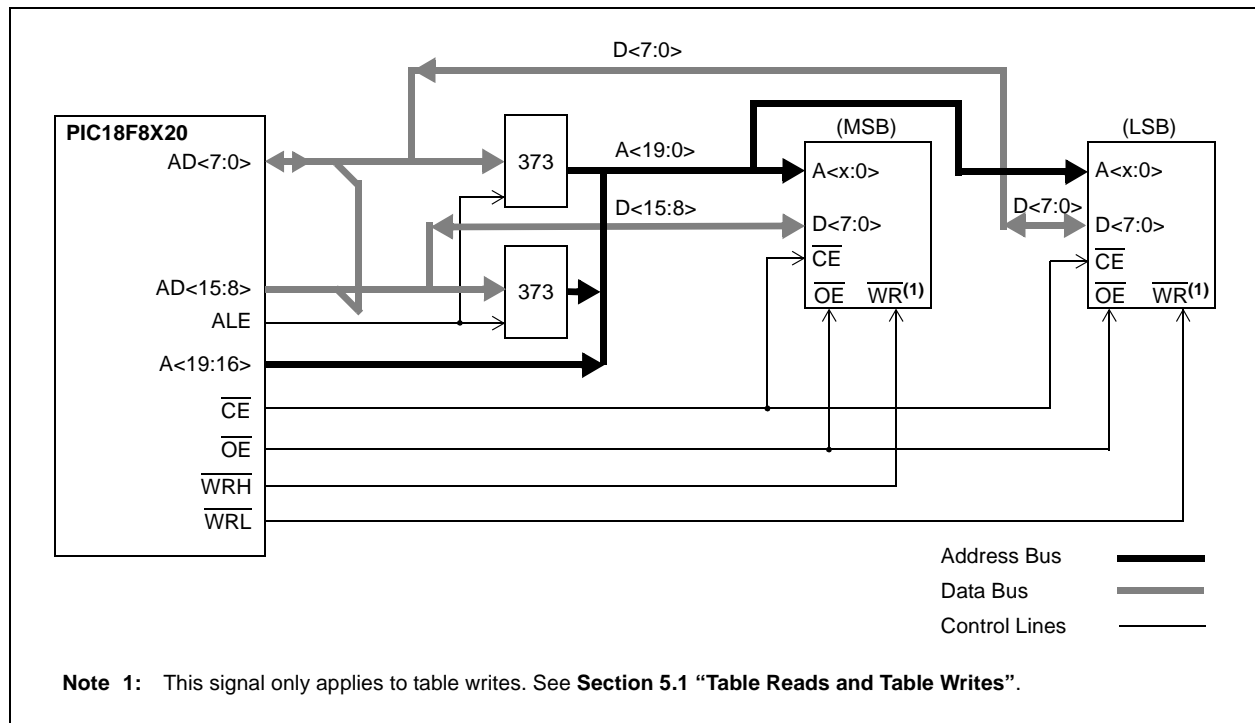 D<7:0>
PIC18F8X20
AD<7:0>
373
A<19:0>
(MSB)
A<x:0>
(LSB)
A<x:0>
D<15:8>
D<7:0>
D<7:0>
D<7:0>
CE
CE
AD<15:8>
373
OE WR(1)
OE WR(1)
ALE
A<19:16>
CE
OE
WRH
WRL
Address Bus
Data Bus
Control Lines
Note 1: This signal only applies to table writes. See Section 5.1 “Table Reads and Table Writes”.